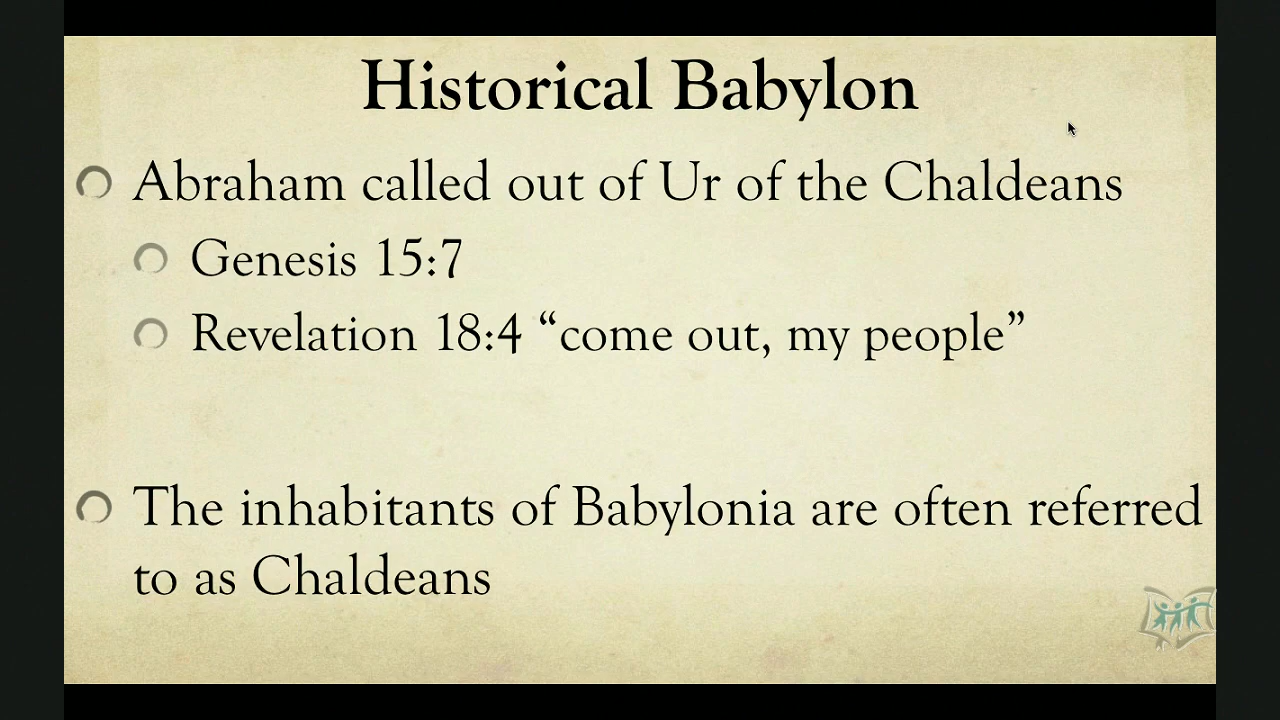 Historical Babylon
Abraham called out of Ur of the Chaldeans
Genesis 15:7
Revelation 18:4 “come out, my people”
The inhabitants of Babylonia are often referred
to as Chaldeans